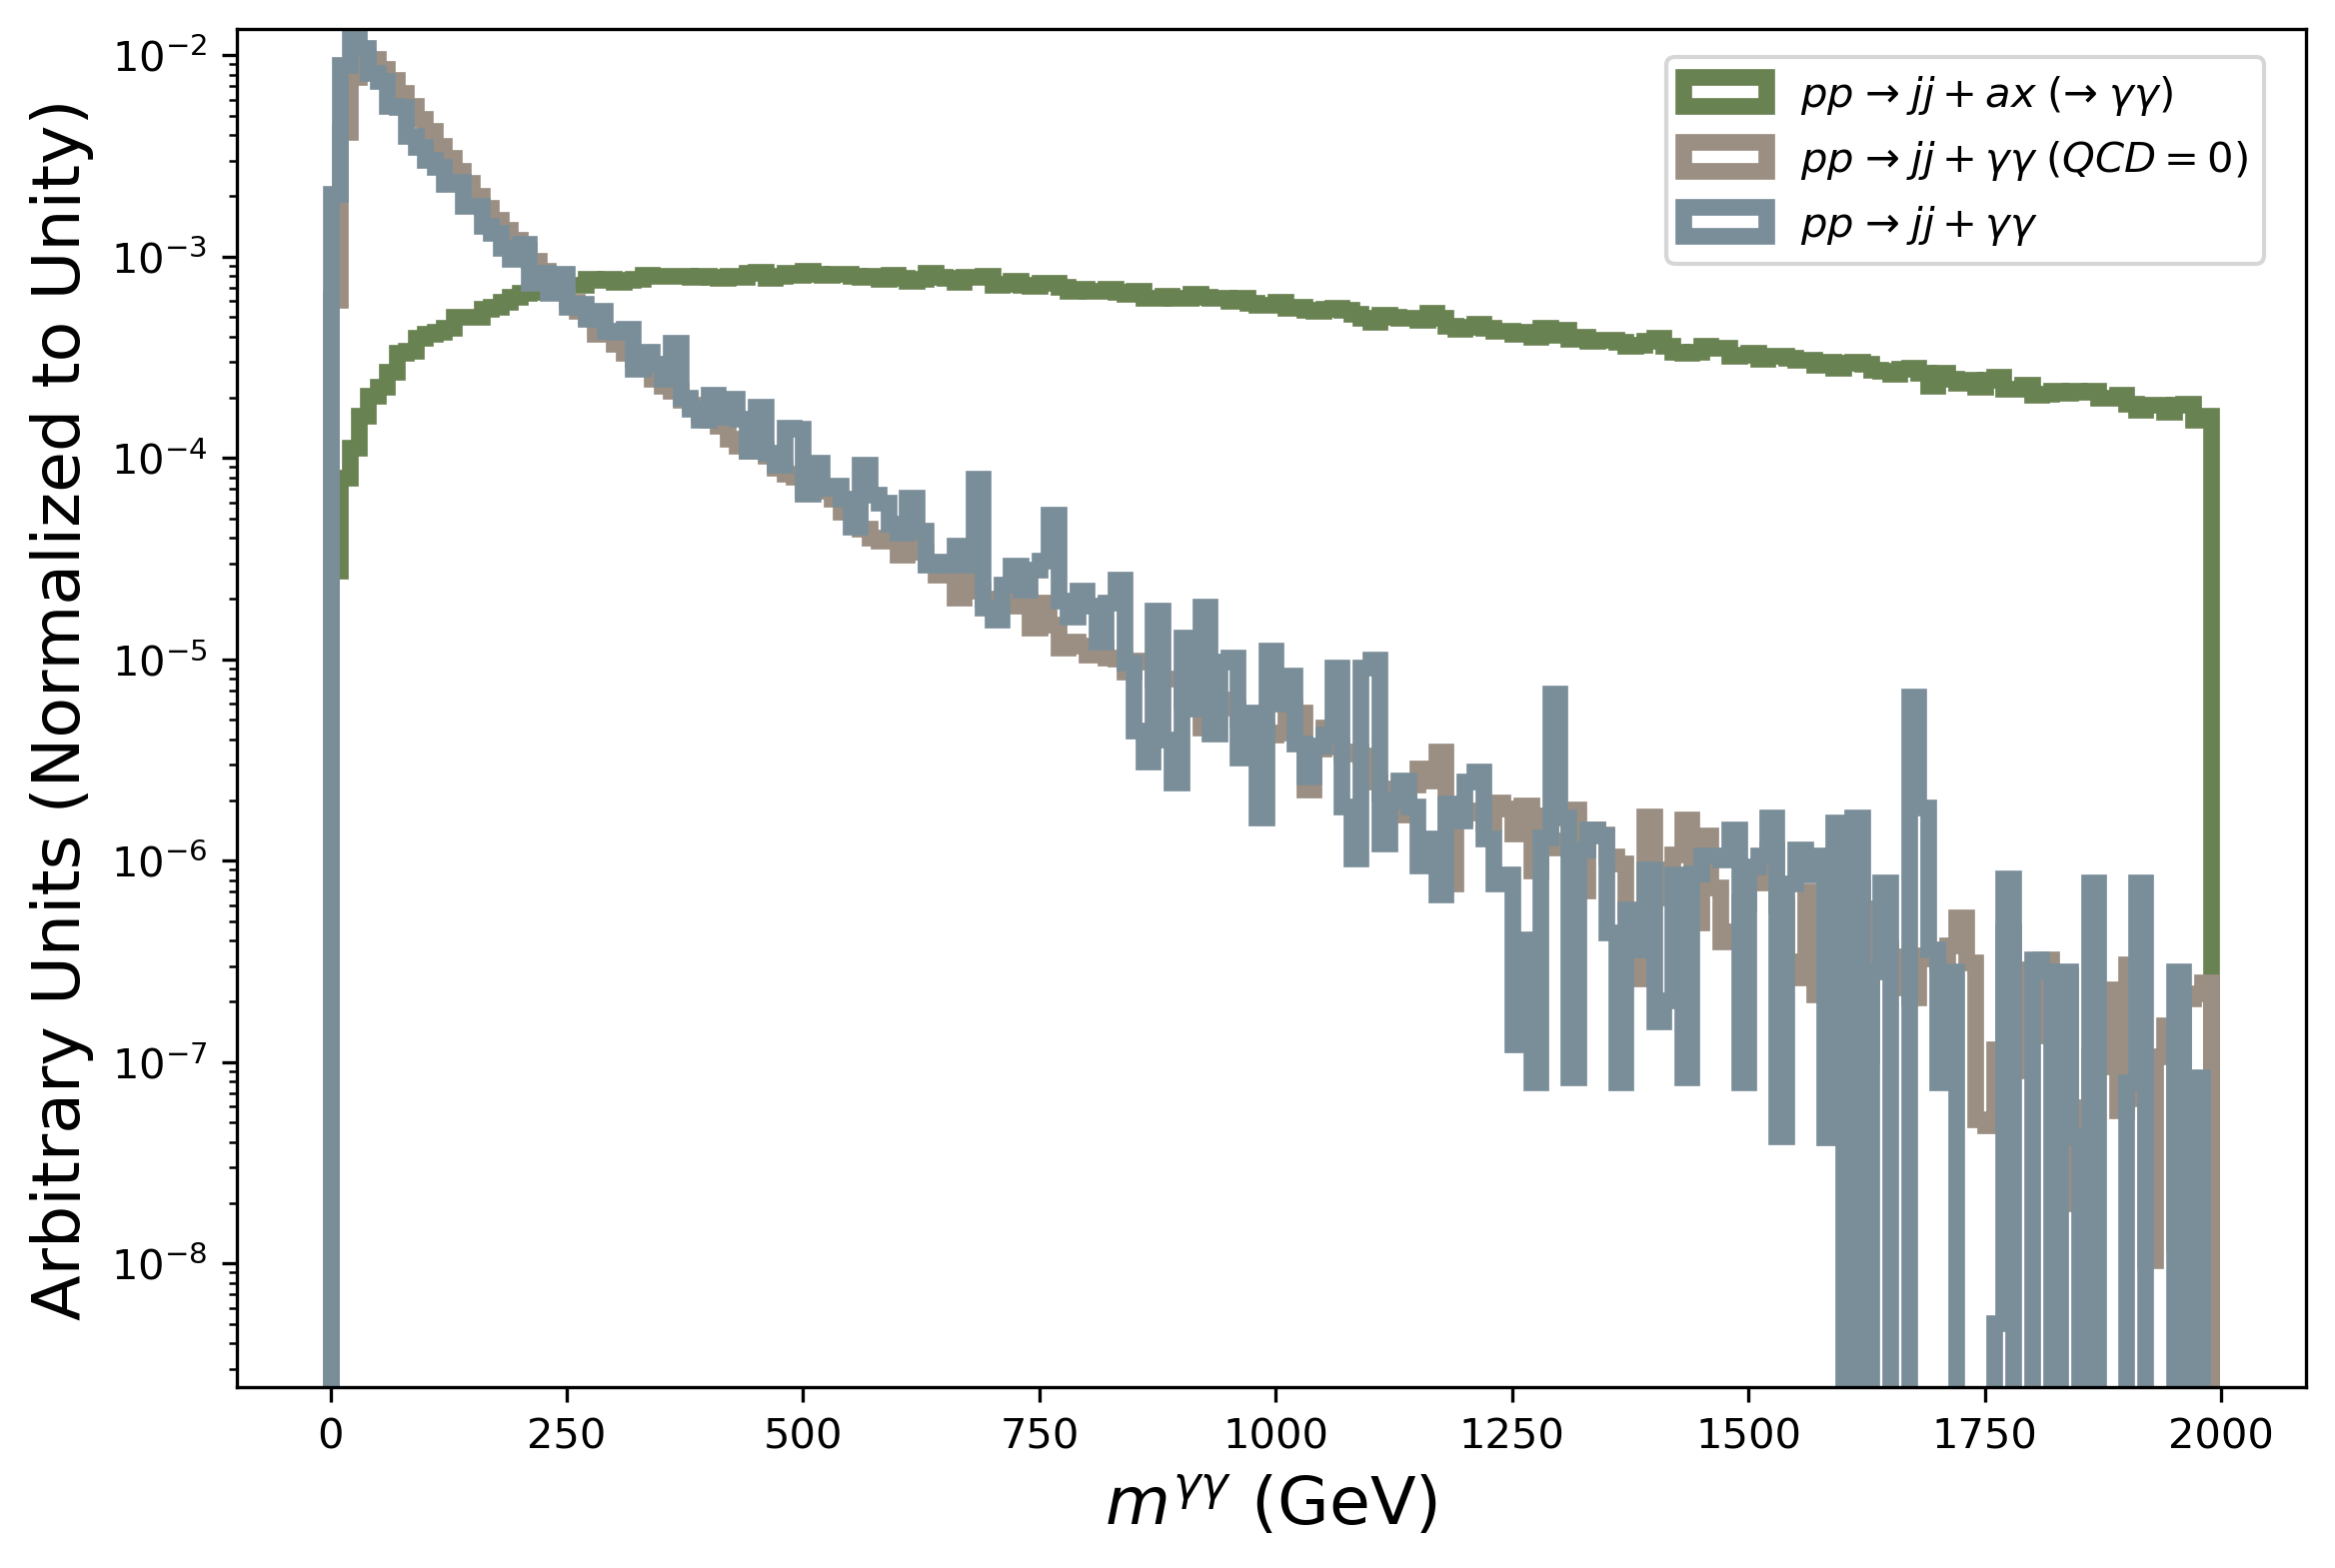 Arbitrary Units (Normalized to Unity)
10⁻²
10⁻³
10⁻⁴
10⁻⁵
10⁻⁶
10⁻⁷
10⁻⁸
pp → jj + ax (→ γγ)
pp → jj + γγ (QCD = 0)
pp → jj + γγ
0 250 500 750 1000 1250 1500 1750 2000
m^γγ (GeV)